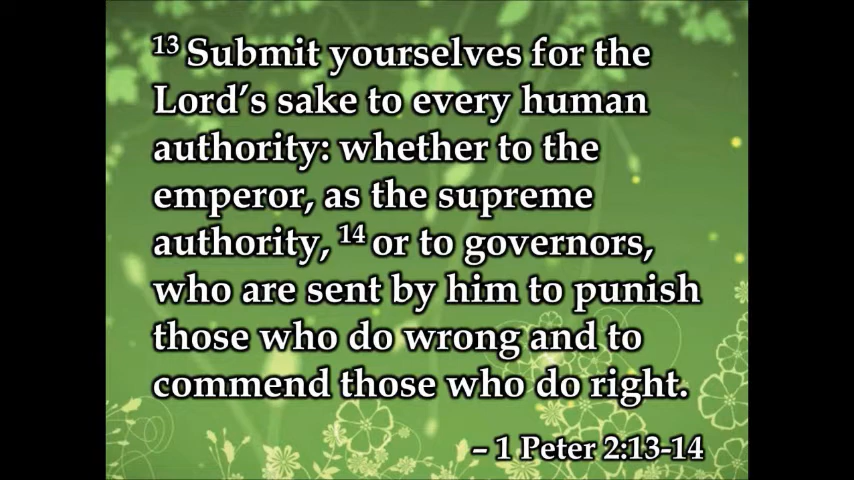 13 Submit yourselves for the
Lord's sake to every human
authority: whether to the
emperor, as the supreme
authority, 14 or to governors,
who are sent by him to punish
those who do wrong and to
commend those who do right.
– 1 Peter 2:13-14